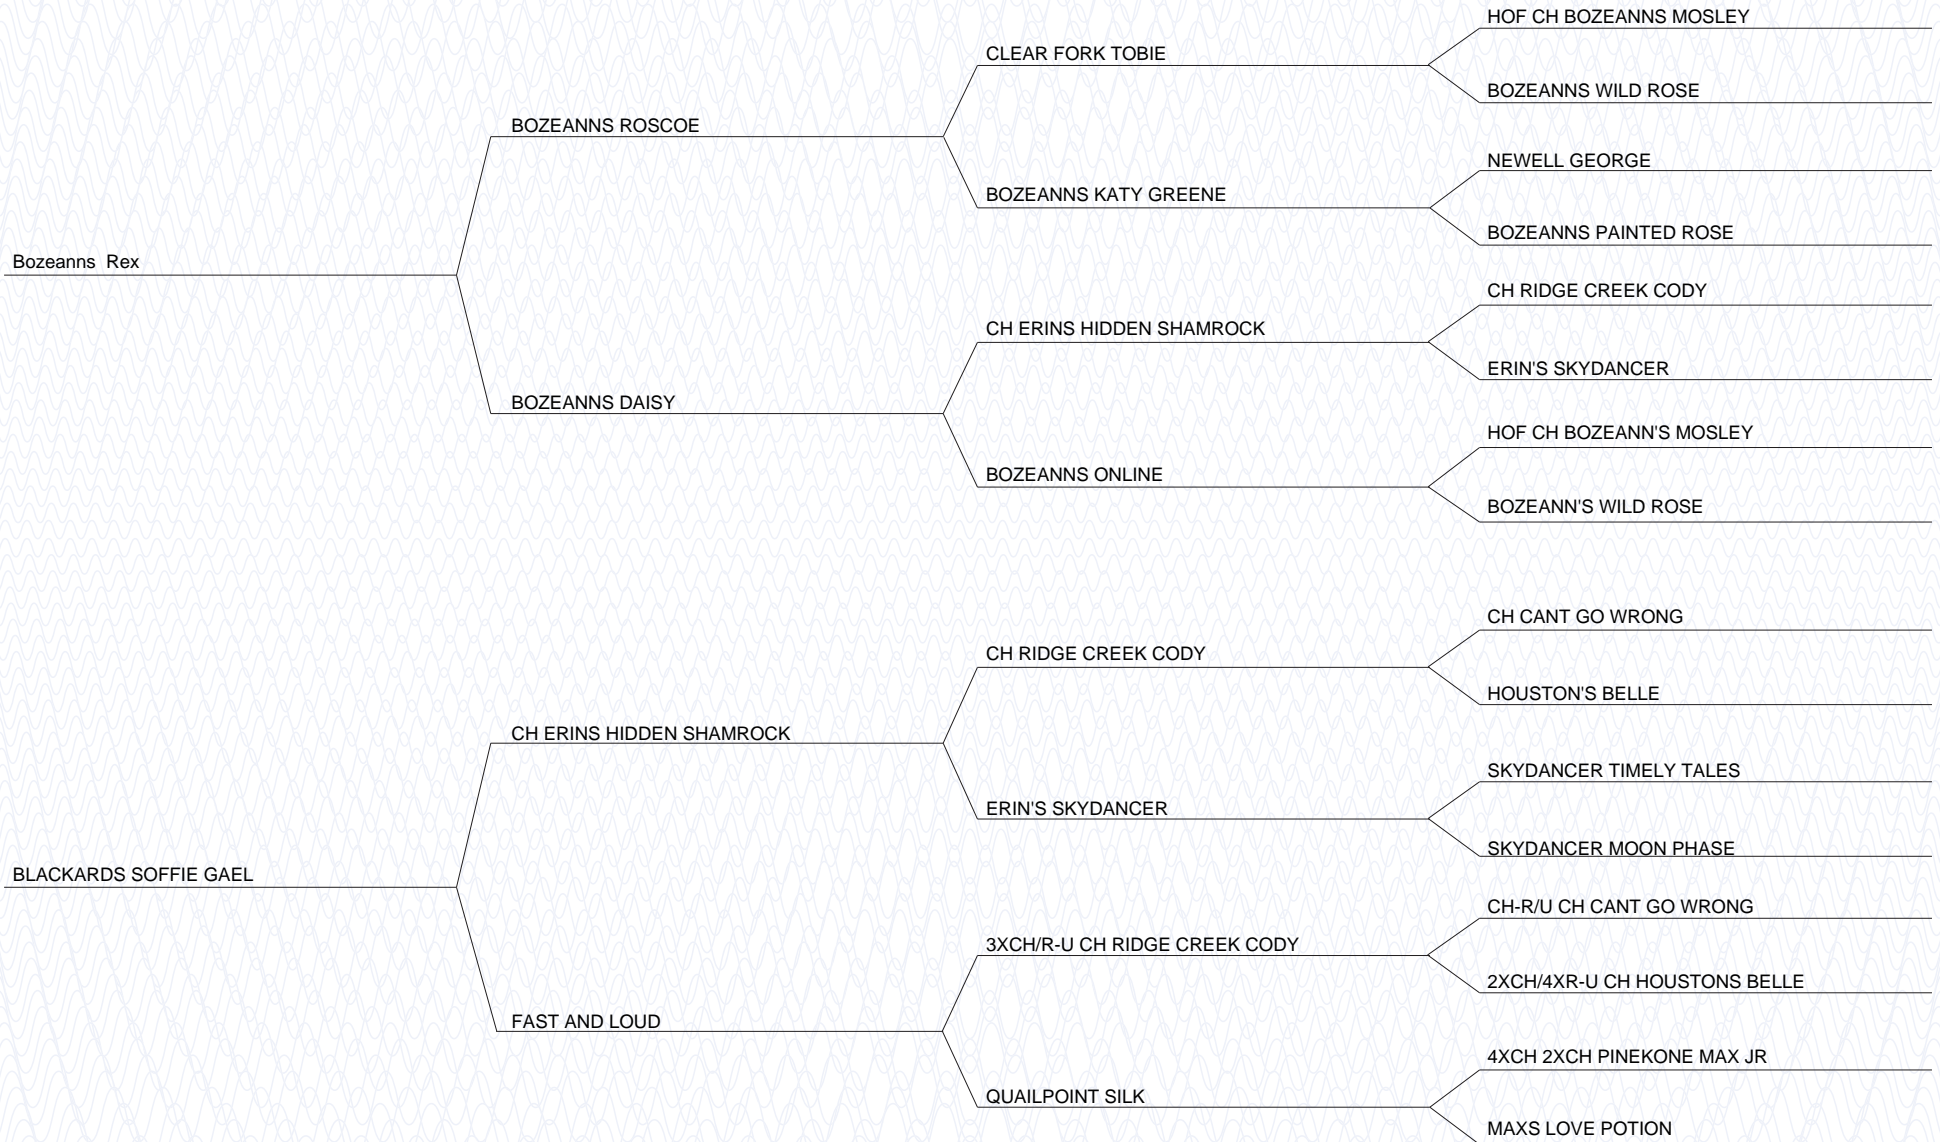 HOF CH BOZEANNS MOSLEY
CLEAR FORK TOBIE
BOZEANNS WILD ROSE
BOZEANNS ROSCOE
NEWELL GEORGE
BOZEANNS KATY GREENE
BOZEANNS PAINTED ROSE
Bozeanns  Rex
CH RIDGE CREEK CODY
CH ERINS HIDDEN SHAMROCK
ERIN'S SKYDANCER
BOZEANNS DAISY
HOF CH BOZEANN'S MOSLEY
BOZEANNS ONLINE
BOZEANN'S WILD ROSE
CH CANT GO WRONG
CH RIDGE CREEK CODY
HOUSTON'S BELLE
CH ERINS HIDDEN SHAMROCK
SKYDANCER TIMELY TALES
ERIN'S SKYDANCER
SKYDANCER MOON PHASE
BLACKARDS SOFFIE GAEL
CH-R/U CH CANT GO WRONG
3XCH/R-U CH RIDGE CREEK CODY
2XCH/4XR-U CH HOUSTONS BELLE
FAST AND LOUD
4XCH 2XCH PINEKONE MAX JR
QUAILPOINT SILK
MAXS LOVE POTION